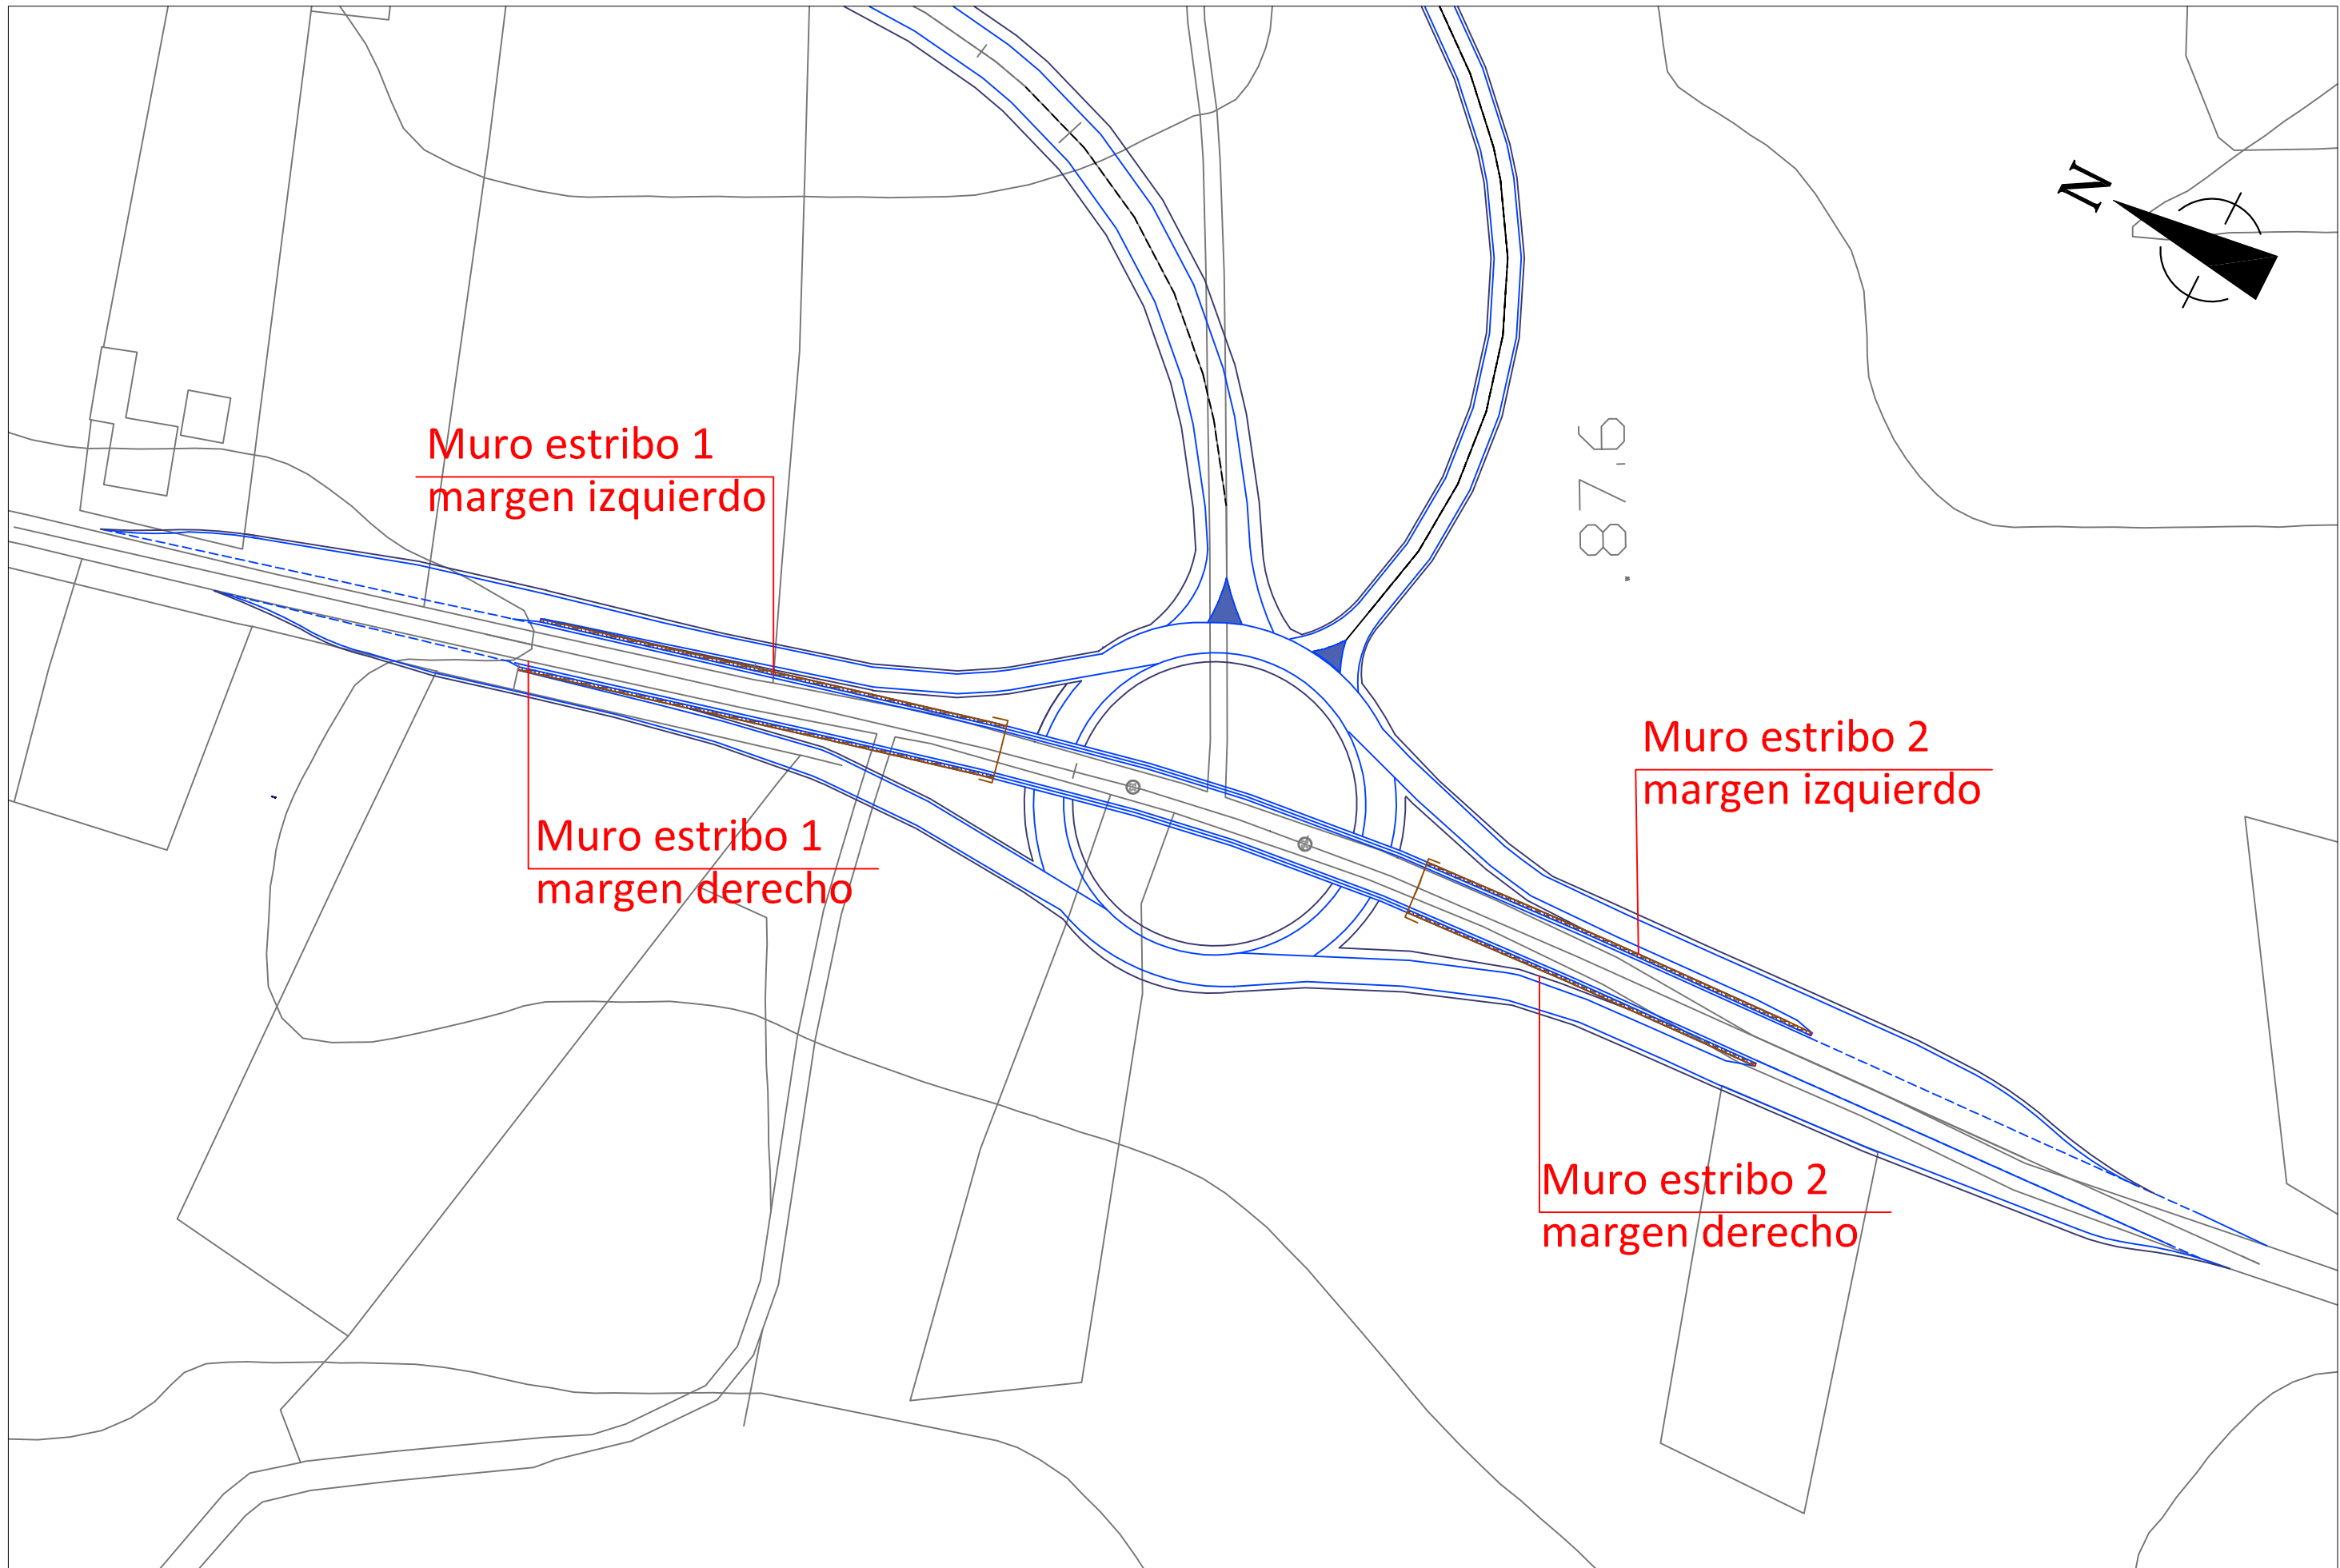 N
Muro estribo 1
margen izquierdo
.87.6
Muro estribo 2
margen izquierdo
Muro estribo 1
margen derecho
Muro estribo 2
margen derecho